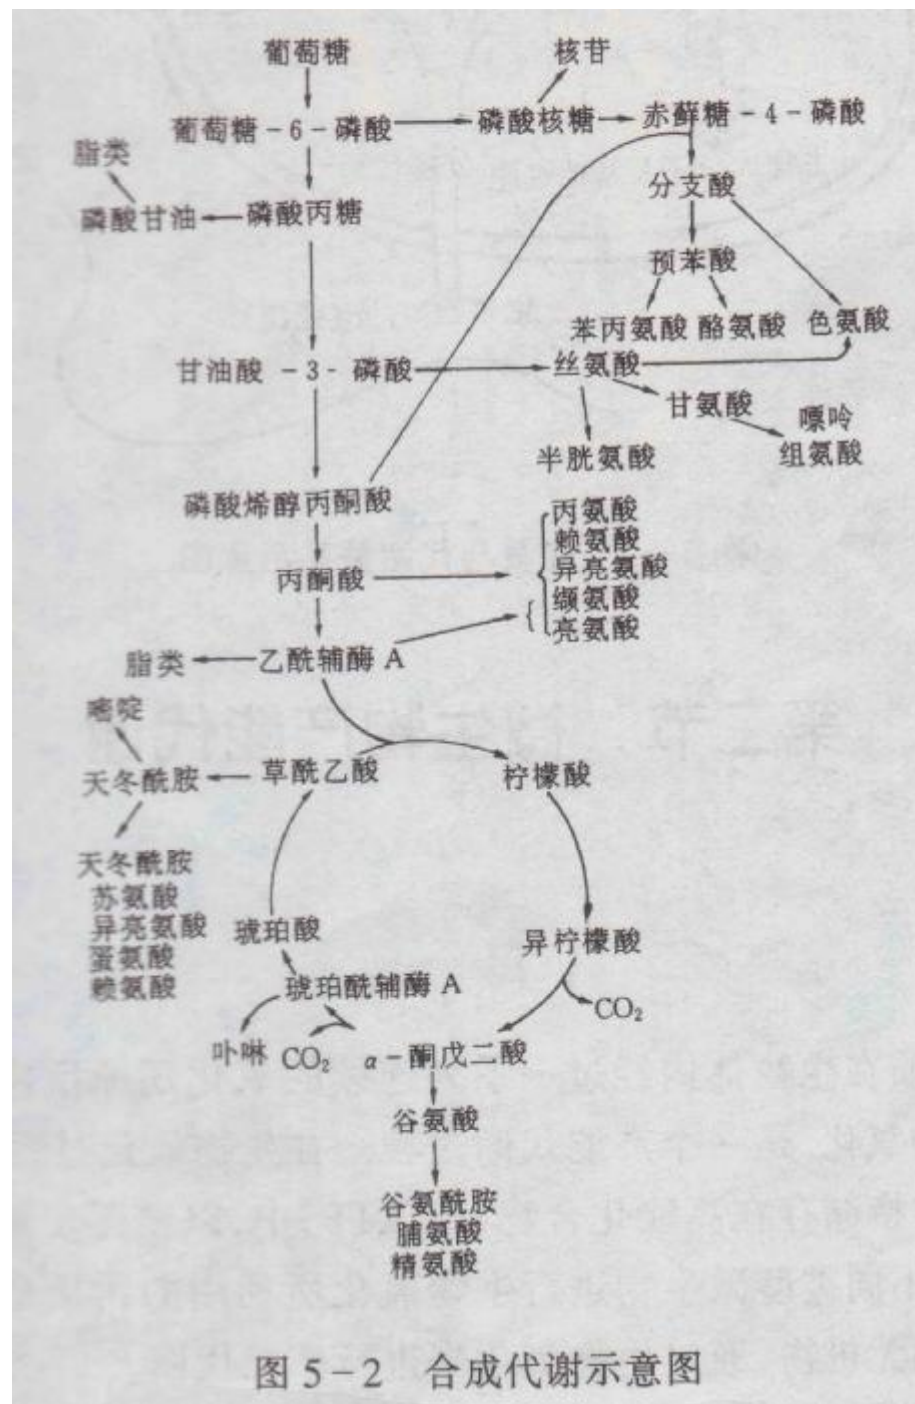 葡萄糖 核苷
葡萄糖-6-磷酸 磷酸核糖 赤藓糖-4-磷酸
脂类
分支酸
磷酸甘油 磷酸丙糖
预苯酸
苯丙氨酸 酪氨酸 色氨酸
甘油酸-3-磷酸 丝氨酸
甘氨酸 嘌呤
半胱氨酸 组氨酸
磷酸烯醇丙酮酸 丙氨酸
赖氨酸
丙酮酸 异亮氨酸
缬氨酸
亮氨酸
脂类 乙酰辅酶A
嘧啶
天冬酰胺 草酰乙酸 柠檬酸
天冬酰胺
苏氨酸
异亮氨酸 琥珀酸 异柠檬酸
蛋氨酸
赖氨酸 琥珀酰辅酶A
CO₂
卟啉 CO₂ α-酮戊二酸
谷氨酸
谷氨酰胺
脯氨酸
精氨酸
图5-2 合成代谢示意图